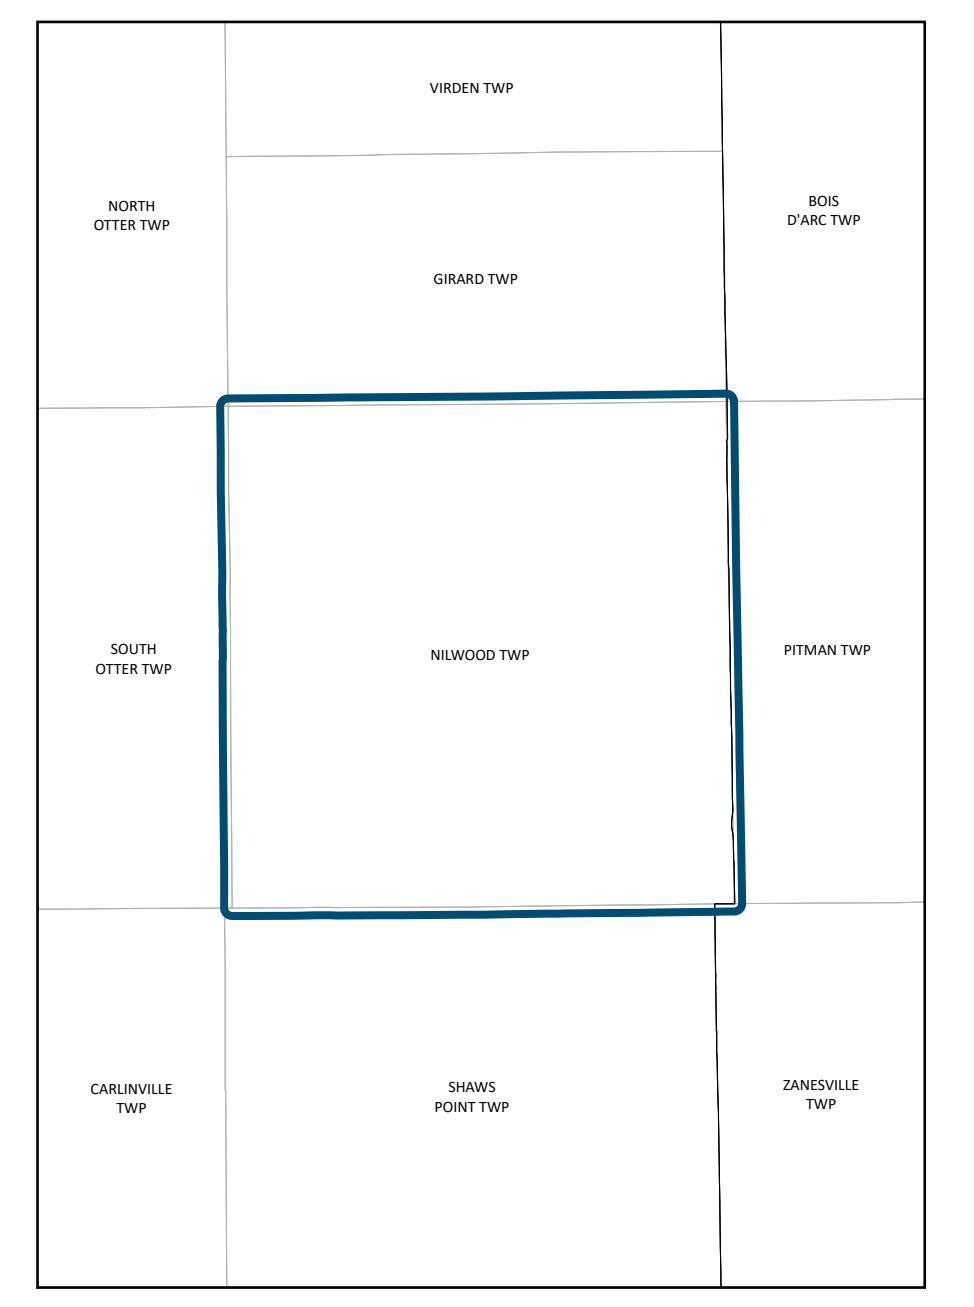 VIRDEN TWP
NORTH
OTTER TWP
BOIS
D'ARC TWP
GIRARD TWP
SOUTH
OTTER TWP
NILWOOD TWP
PITMAN TWP
CARLINVILLE
TWP
SHAWS
POINT TWP
ZANESVILLE
TWP